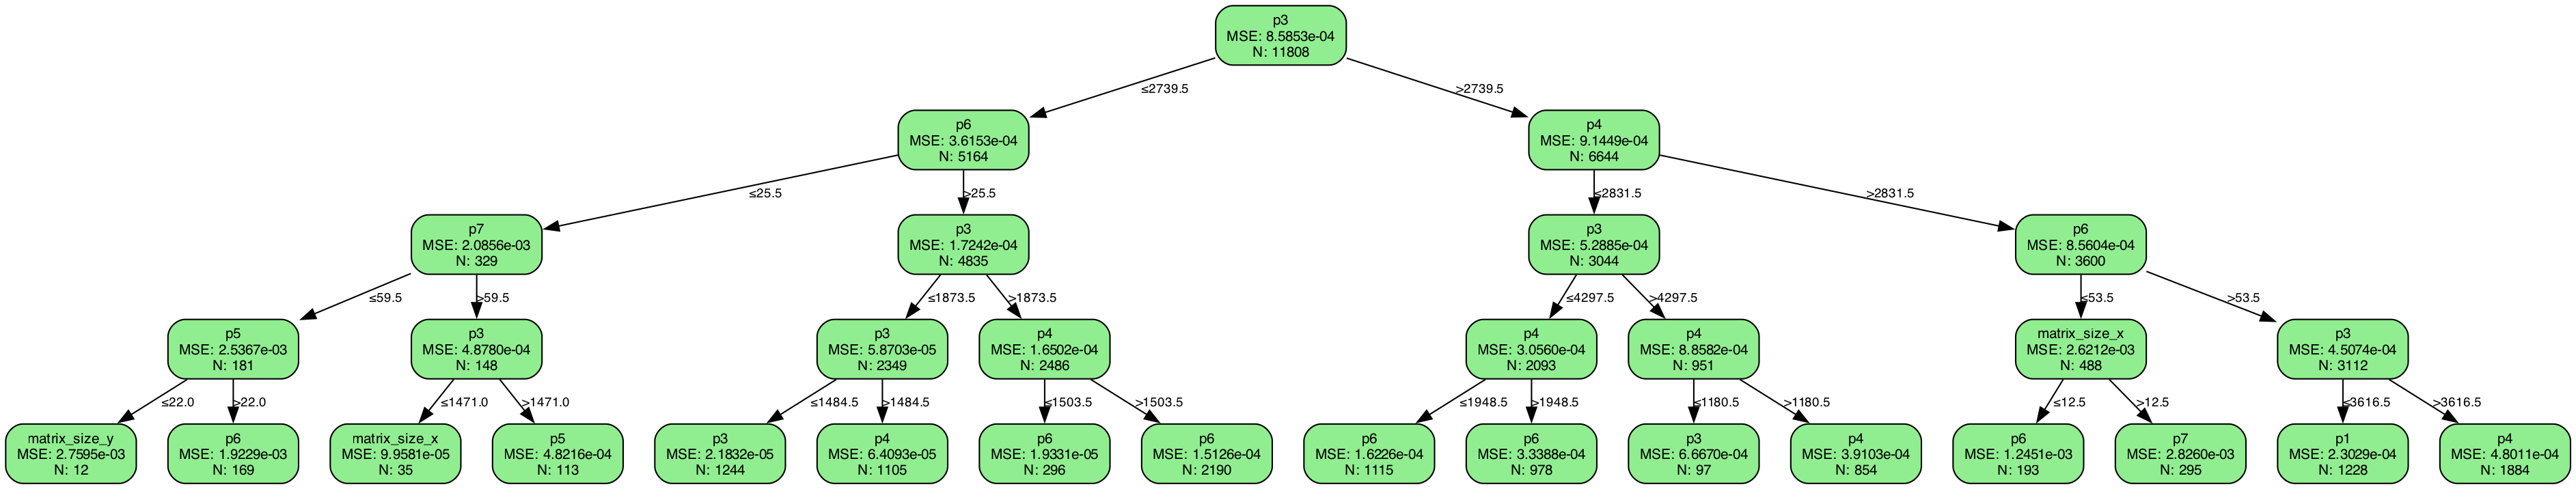 p3
MSE: 8.5853e-04
N: 11808
≤2739.5
>2739.5
p6
MSE: 3.6153e-04
N: 5164
p4
MSE: 9.1449e-04
N: 6644
≤25.5
>25.5
≤2831.5
>2831.5
p7
MSE: 2.0856e-03
N: 329
p3
MSE: 1.7242e-04
N: 4835
p3
MSE: 5.2885e-04
N: 3044
p6
MSE: 8.5604e-04
N: 3600
≤59.5
>59.5
≤1873.5
>1873.5
≤4297.5
>4297.5
≤53.5
>53.5
p5
MSE: 2.5367e-03
N: 181
p3
MSE: 4.8780e-04
N: 148
p3
MSE: 5.8703e-05
N: 2349
p4
MSE: 1.6502e-04
N: 2486
p4
MSE: 3.0560e-04
N: 2093
p4
MSE: 8.8582e-04
N: 951
matrix_size_x
MSE: 2.6212e-03
N: 488
p3
MSE: 4.5074e-04
N: 3112
≤22.0
>22.0
≤1471.0
>1471.0
≤1484.5
>1484.5
≤1503.5
>1503.5
≤1948.5
>1948.5
≤1180.5
>1180.5
≤12.5
>12.5
≤3616.5
>3616.5
matrix_size_y
MSE: 2.7595e-03
N: 12
p6
MSE: 1.9229e-03
N: 169
matrix_size_x
MSE: 9.9581e-05
N: 35
p5
MSE: 4.8216e-04
N: 113
p3
MSE: 2.1832e-05
N: 1244
p4
MSE: 6.4093e-05
N: 1105
p6
MSE: 1.9331e-05
N: 296
p6
MSE: 1.5126e-04
N: 2190
p6
MSE: 1.6226e-04
N: 1115
p6
MSE: 3.3388e-04
N: 978
p3
MSE: 6.6670e-04
N: 97
p4
MSE: 3.9103e-04
N: 854
p6
MSE: 1.2451e-03
N: 193
p7
MSE: 2.8260e-03
N: 295
p1
MSE: 2.3029e-04
N: 1228
p4
MSE: 4.8011e-04
N: 1884